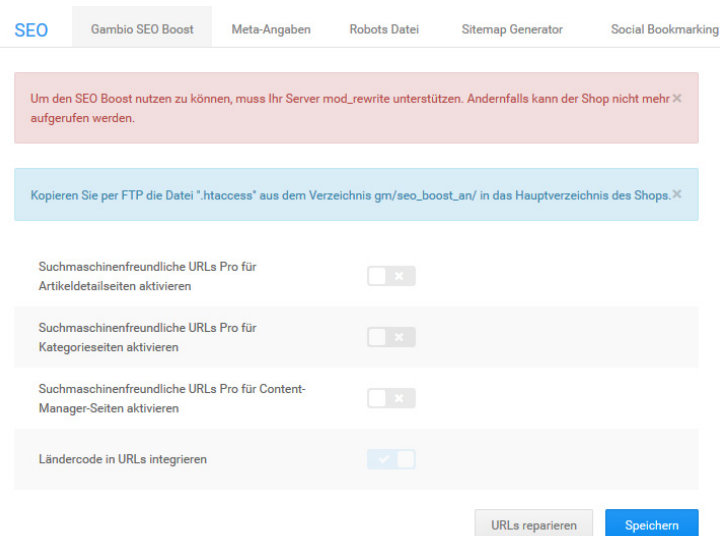 SEO
Gambio SEO Boost
Meta-Angaben
Robots Datei
Sitemap Generator
Social Bookmarking
Um den SEO Boost nutzen zu können, muss Ihr Server mod_rewrite unterstützen. Andernfalls kann der Shop nicht mehr
aufgerufen werden.
Kopieren Sie per FTP die Datei ".htaccess" aus dem Verzeichnis gm/seo_boost_an/ in das Hauptverzeichnis des Shops.
Suchmaschinenfreundliche URLs Pro für
Artikeldetailseiten aktivieren
Suchmaschinenfreundliche URLs Pro für
Kategorieseiten aktivieren
Suchmaschinenfreundliche URLs Pro für Content-
Manager-Seiten aktivieren
Ländercode in URLs integrieren
URLs reparieren
Speichern